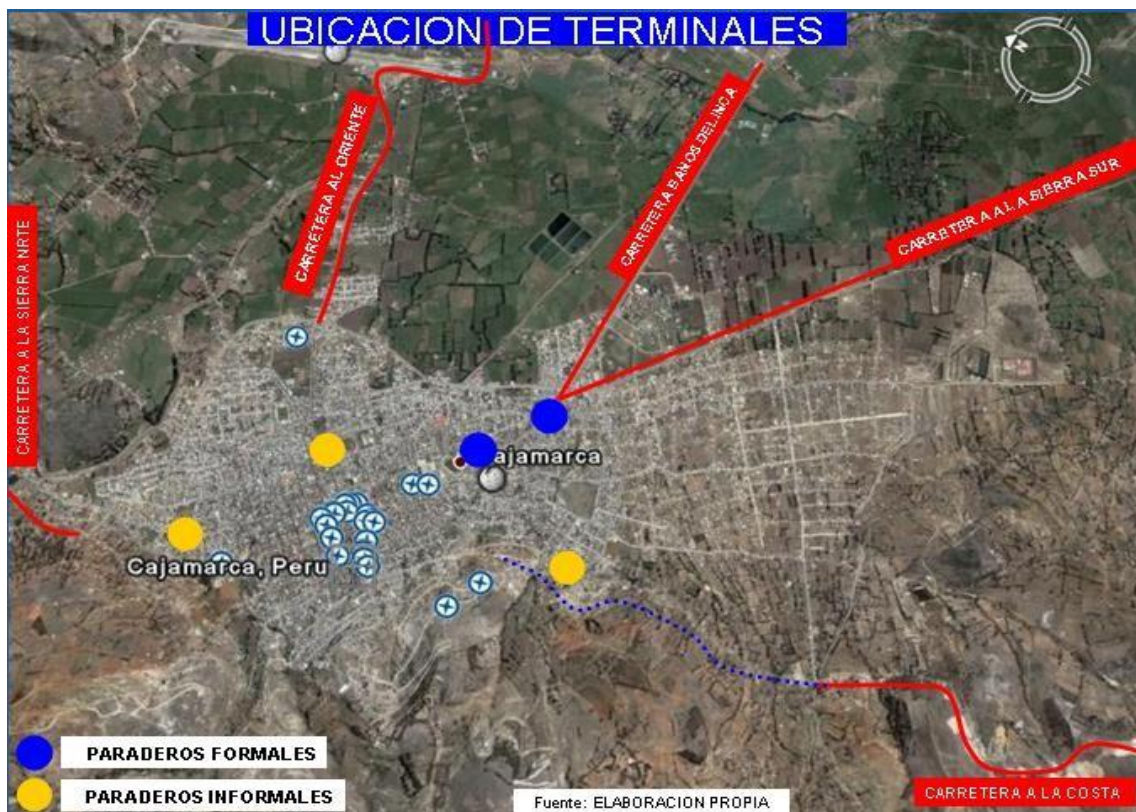 UBICACION DE TERMINALES
N
CARRETERA AL ORIENTE
CARRETERA BAÑOS DEL INCA
CARRETERA A LA SIERRA SUR
CARRETERA A LA SIERRA NRTE
ajamarca
Cajamarca, Peru
PARADEROS FORMALES
PARADEROS INFORMALES
Fuente: ELABORACION PROPIA
CARRETERA A LA COSTA